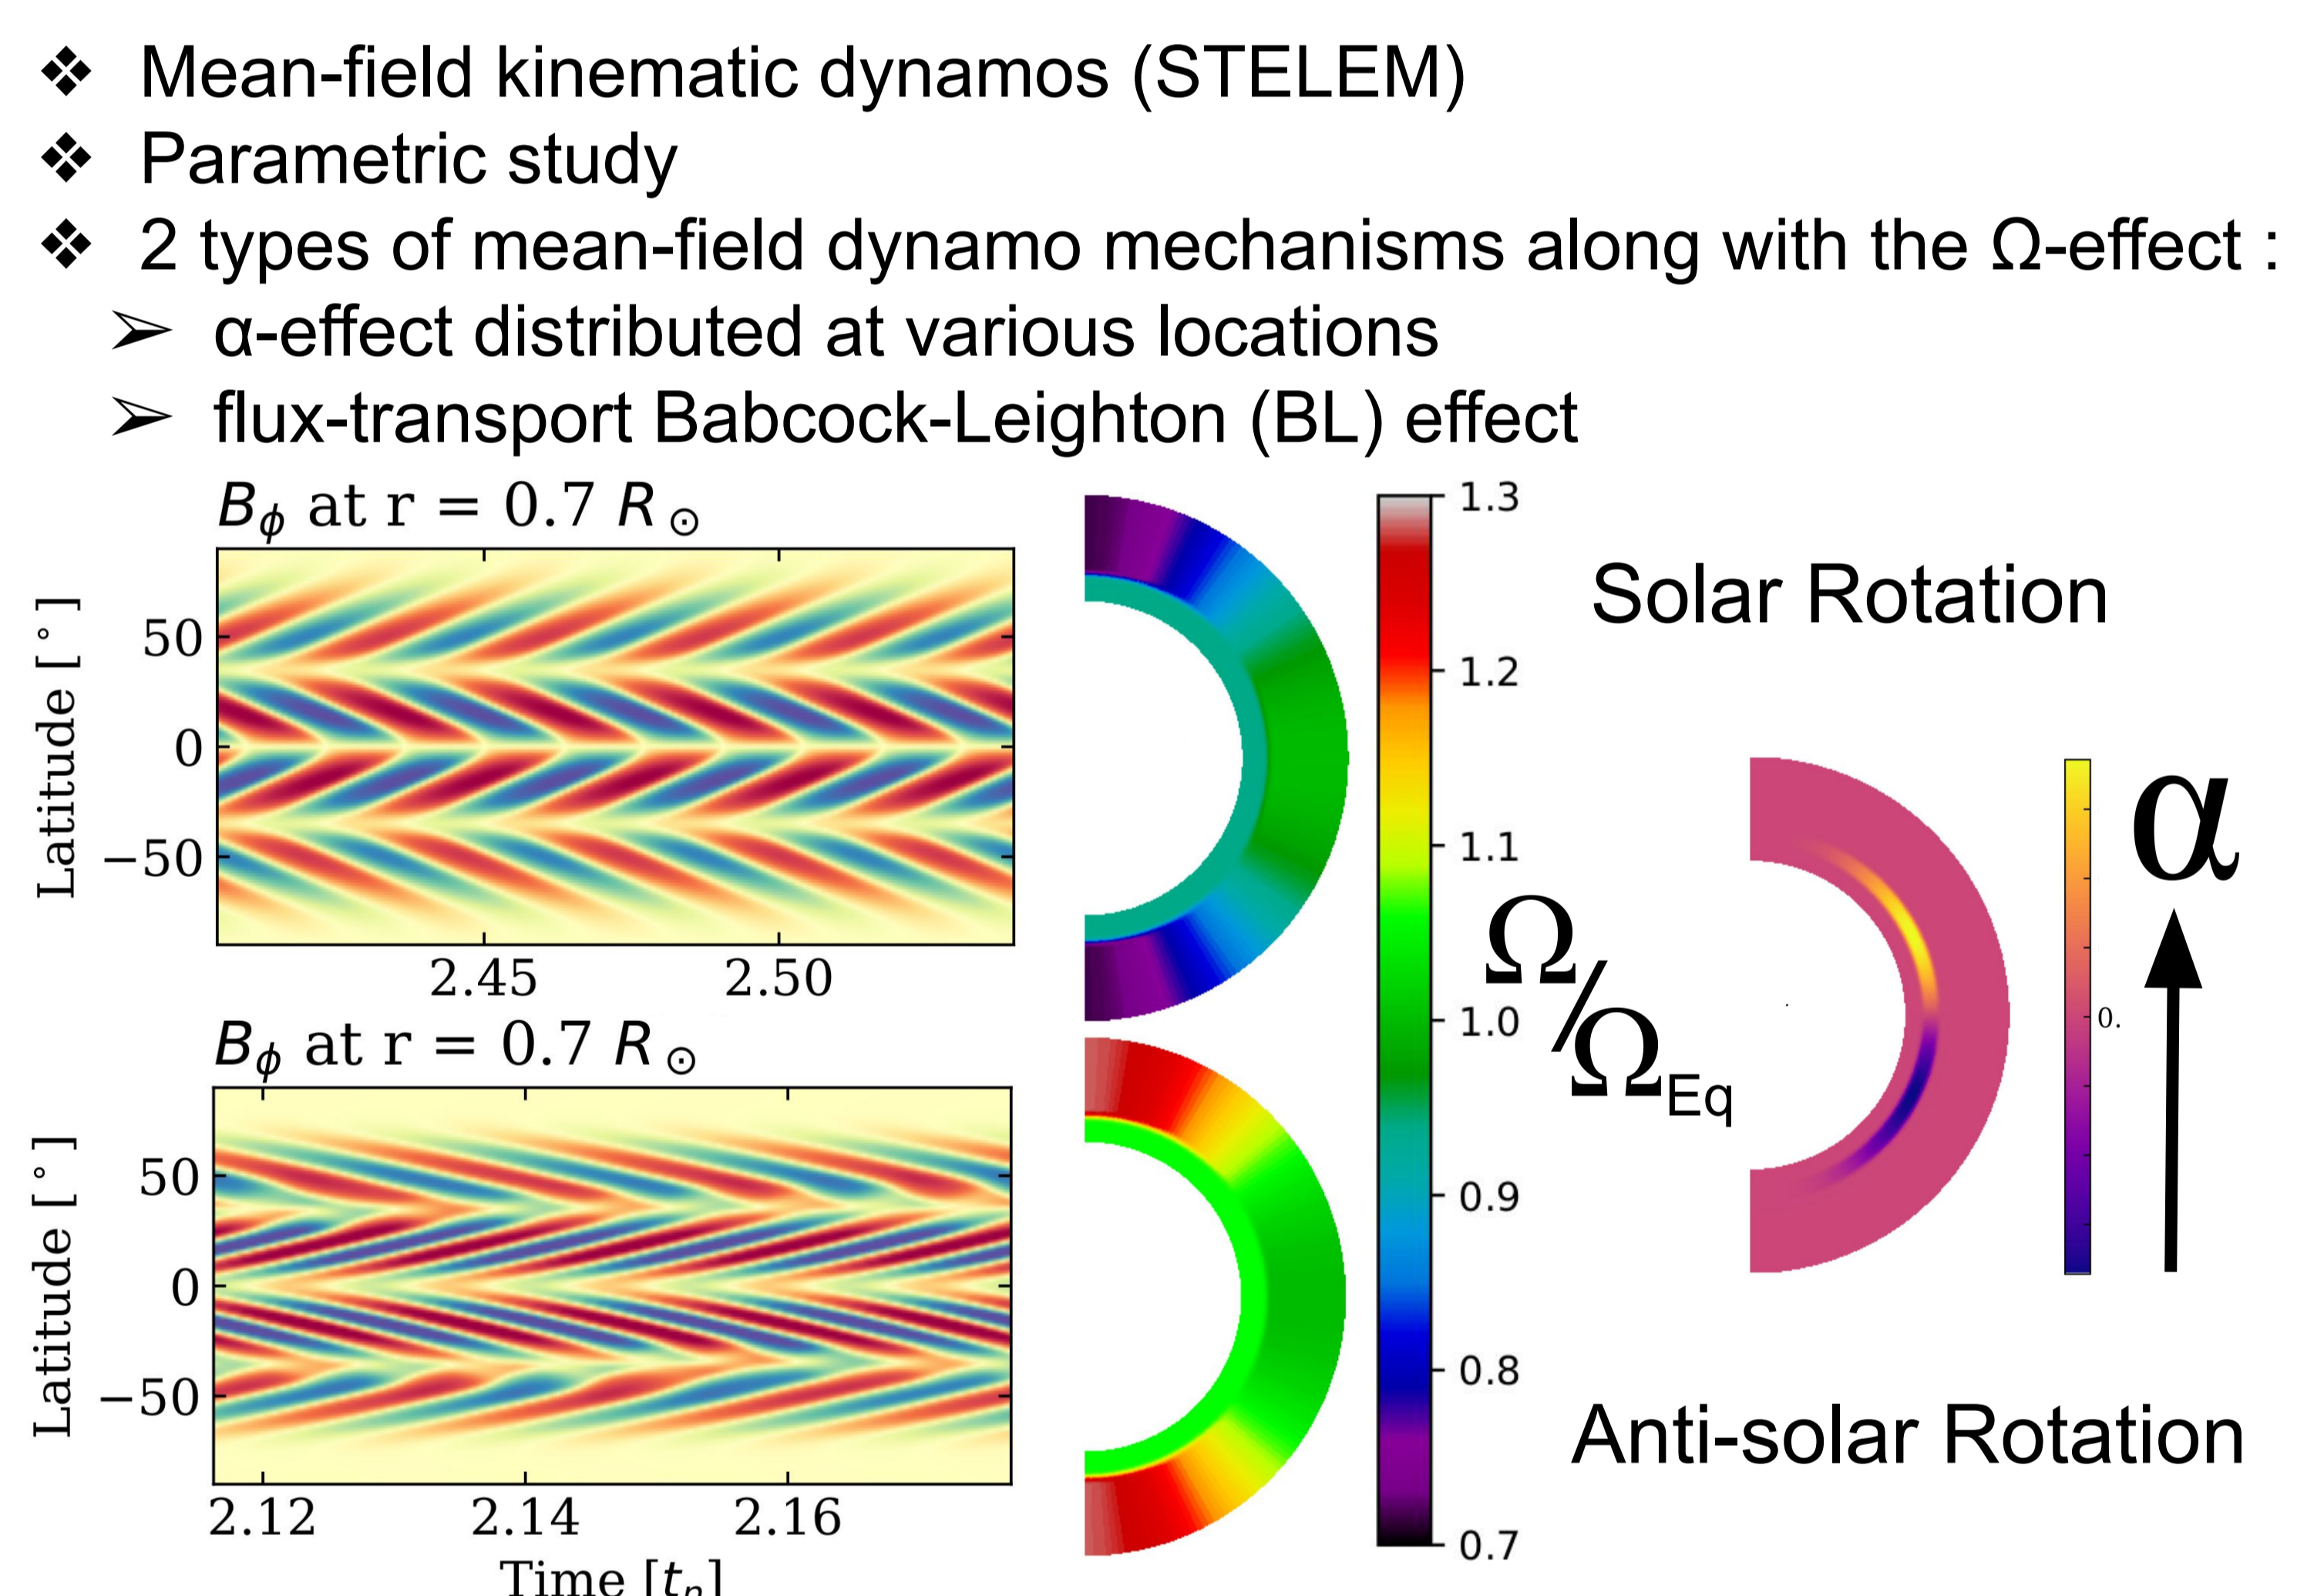 ❖ Mean-field kinematic dynamos (STELEM)
❖ Parametric study
❖ 2 types of mean-field dynamo mechanisms along with the Ω-effect :
➢ α-effect distributed at various locations
➢ flux-transport Babcock-Leighton (BL) effect
Bϕ at r = 0.7 R⊙
Latitude [°]
50
0
−50
2.45 2.50
Bϕ at r = 0.7 R⊙
Latitude [°]
50
0
−50
2.12 2.14 2.16
Time [tη]
1.3
1.2
1.1
1.0
0.9
0.8
0.7
Ω/ΩEq
Solar Rotation
0.
α
Anti-solar Rotation